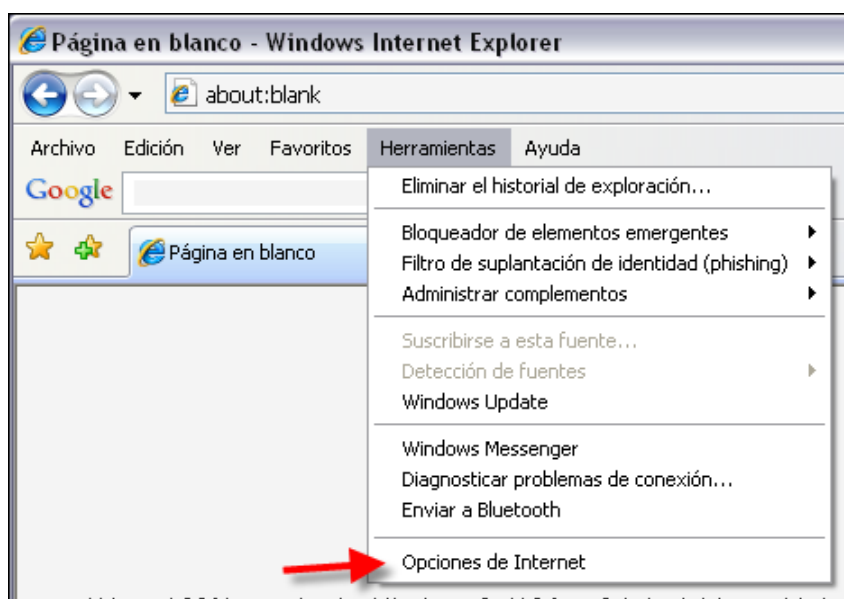 Página en blanco - Windows Internet Explorer
about:blank
Archivo Edición Ver Favoritos Herramientas Ayuda
Google
Página en blanco
Eliminar el historial de exploración...
Bloqueador de elementos emergentes
Filtro de suplantación de identidad (phishing)
Administrar complementos
Suscribirse a esta fuente...
Detección de fuentes
Windows Update
Windows Messenger
Diagnosticar problemas de conexión...
Enviar a Bluetooth
Opciones de Internet